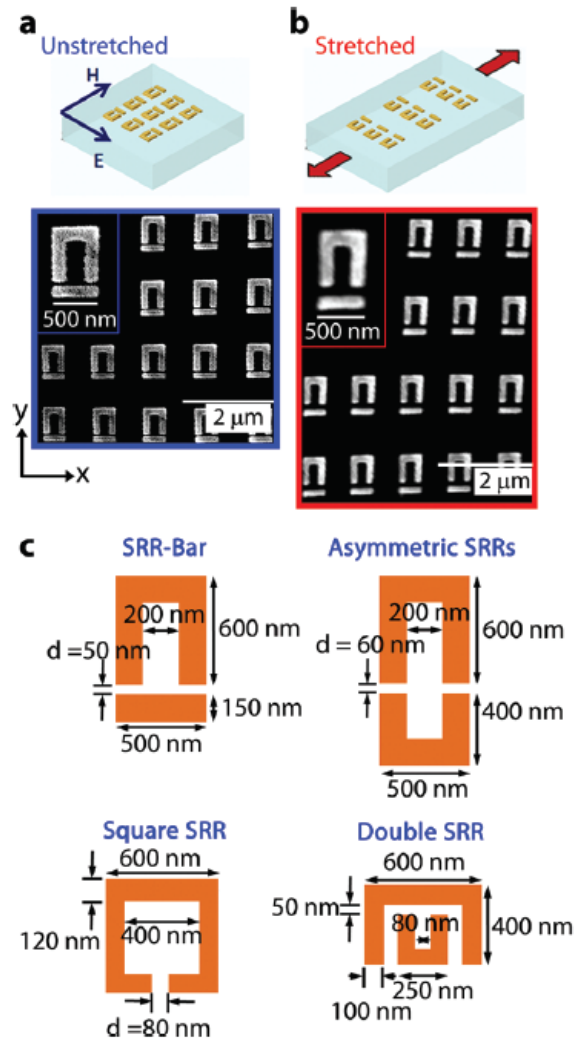 a
Unstretched
H
E
b
Stretched
500 nm
2 μm
500 nm
2 μm
y
x
c
SRR-Bar
200 nm
600 nm
d =50 nm
150 nm
500 nm
Asymmetric SRRs
200 nm
600 nm
d = 60 nm
400 nm
500 nm
Square SRR
600 nm
120 nm
400 nm
d = 80 nm
Double SRR
600 nm
50 nm
80 nm
400 nm
250 nm
100 nm